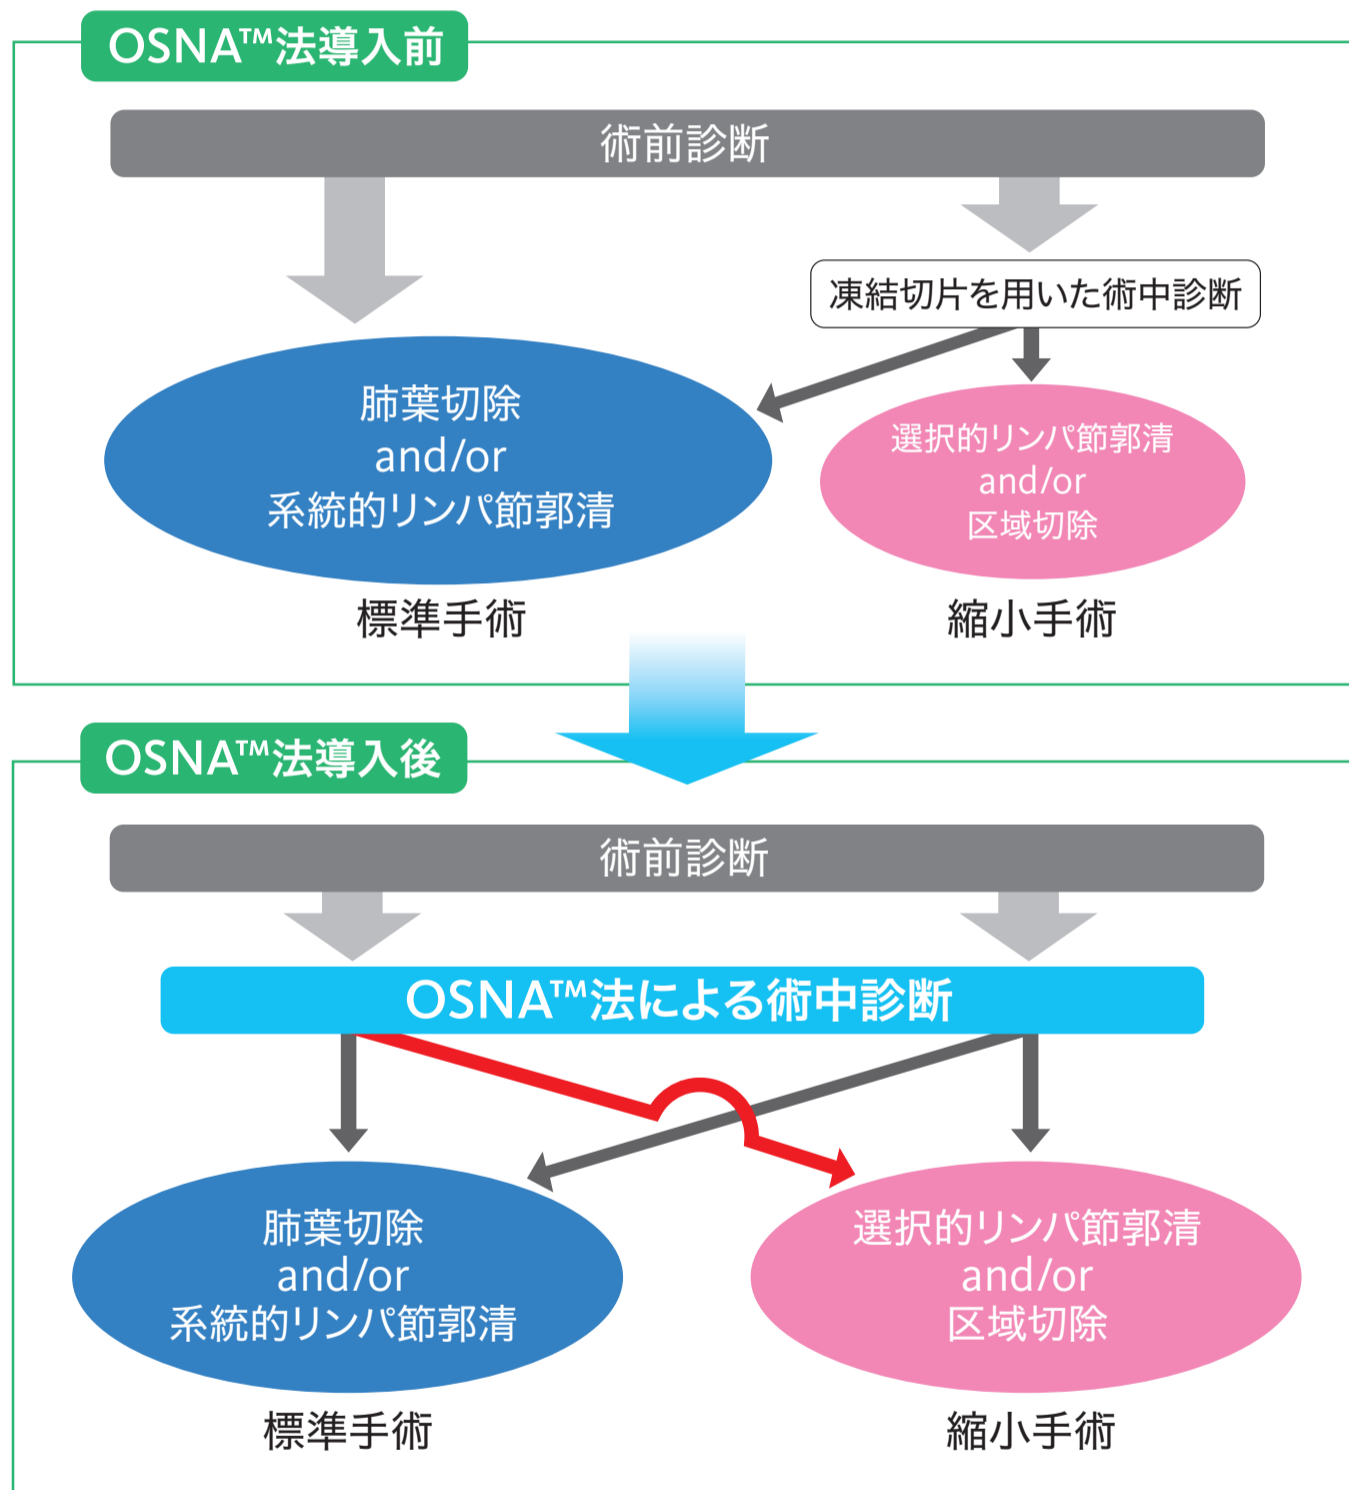 OSNA™法導入前
術前診断
凍結切片を用いた術中診断
肺葉切除
and/or
系統的リンパ節郭清
選択的リンパ節郭清
and/or
区域切除
標準手術
縮小手術
OSNA™法導入後
術前診断
OSNA™法による術中診断
肺葉切除
and/or
系統的リンパ節郭清
選択的リンパ節郭清
and/or
区域切除
標準手術
縮小手術